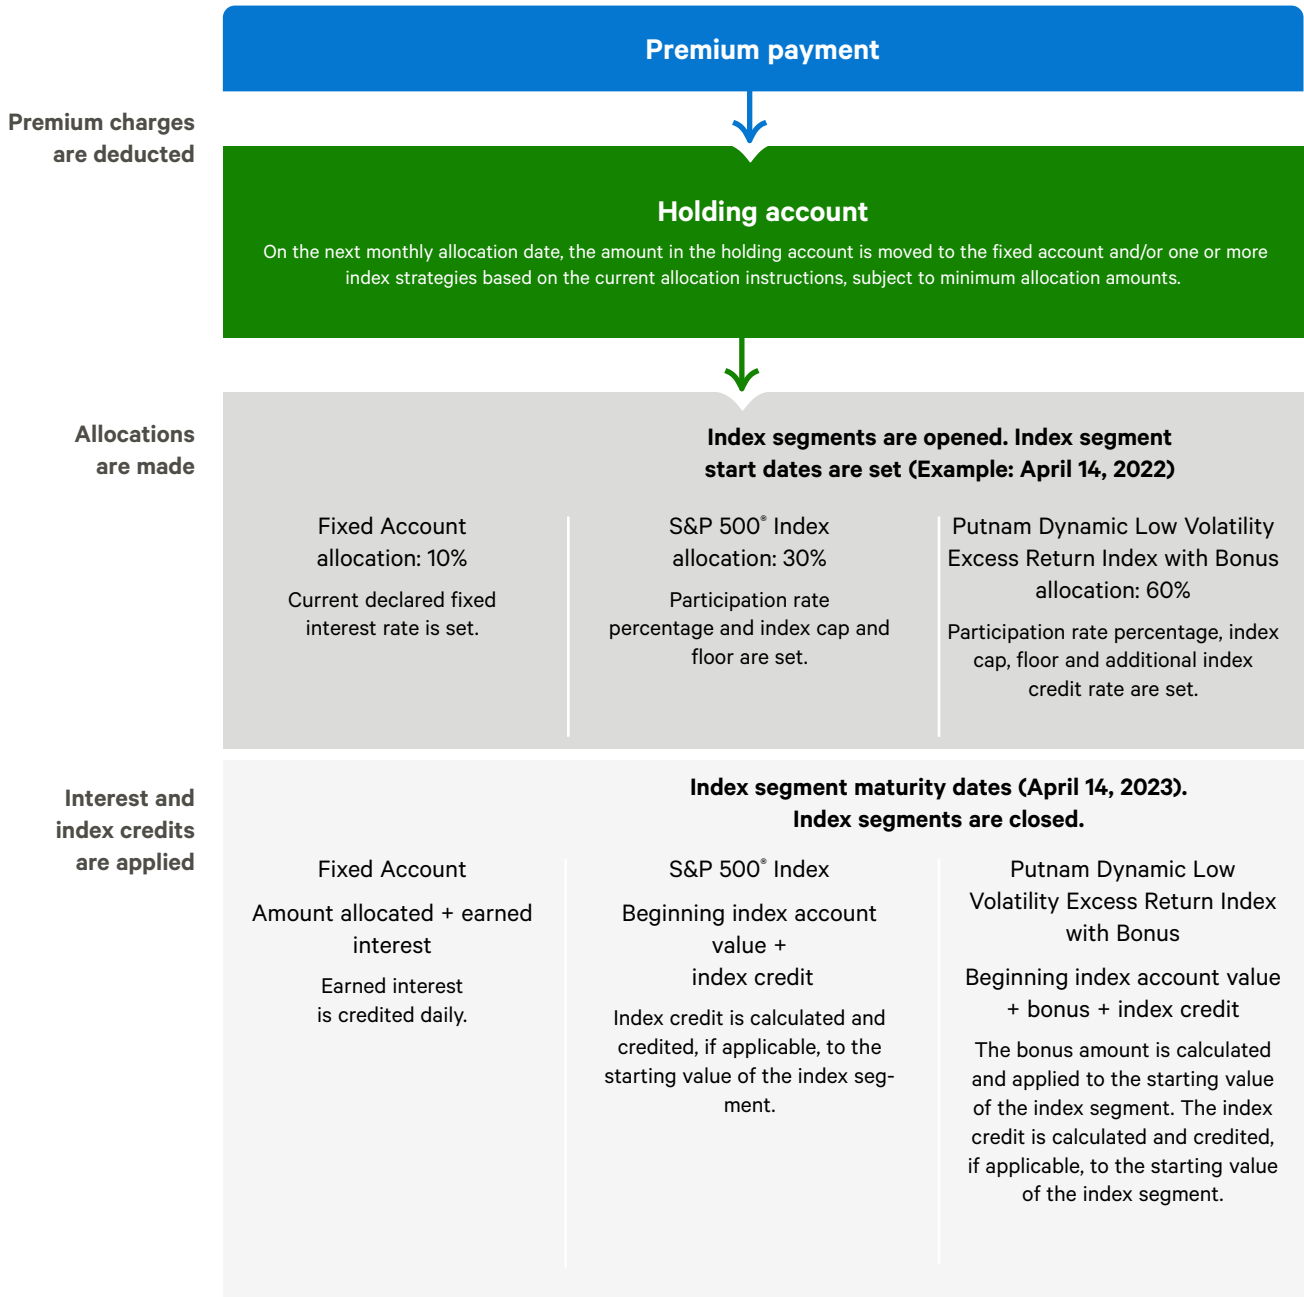 Premium payment
Premium charges
are deducted
Holding account
On the next monthly allocation date, the amount in the holding account is moved to the fixed account and/or one or more
index strategies based on the current allocation instructions, subject to minimum allocation amounts.
Allocations
are made
Index segments are opened. Index segment
start dates are set (Example: April 14, 2022)
Fixed Account
allocation: 10%
Current declared fixed
interest rate is set.
S&P 500® Index
allocation: 30%
Participation rate
percentage and index cap and
floor are set.
Putnam Dynamic Low Volatility
Excess Return Index with Bonus
allocation: 60%
Participation rate percentage, index
cap, floor and additional index
credit rate are set.
Interest and
index credits
are applied
Index segment maturity dates (April 14, 2023).
Index segments are closed.
Fixed Account
Amount allocated + earned
interest
Earned interest
is credited daily.
S&P 500® Index
Beginning index account
value +
index credit
Index credit is calculated and
credited, if applicable, to the
starting value of the index seg-
ment.
Putnam Dynamic Low
Volatility Excess Return Index
with Bonus
Beginning index account value
+ bonus + index credit
The bonus amount is calculated
and applied to the starting value
of the index segment. The index
credit is calculated and credited,
if applicable, to the starting value
of the index segment.